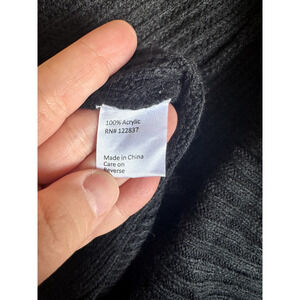 100% Acrylic
RN# 122837
Made in China
Care on
Reverse